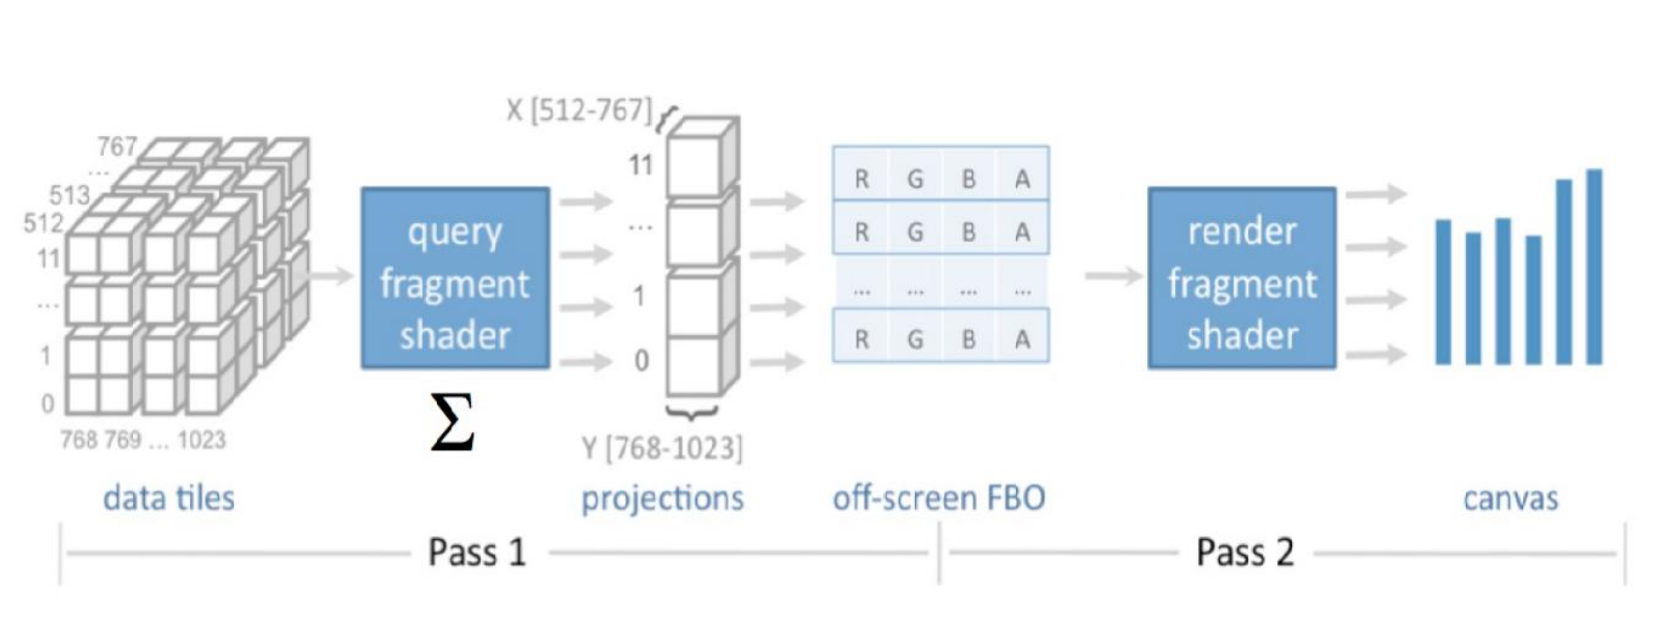 X [512-767]
767
...
513
512
11
...
1
0
768 769 ... 1023
query
fragment
shader
Σ
11
...
1
0
Y [768-1023]
R G B A
R G B A
... ... ... ...
R G B A
render
fragment
shader
data tiles
projections
off-screen FBO
canvas
Pass 1
Pass 2